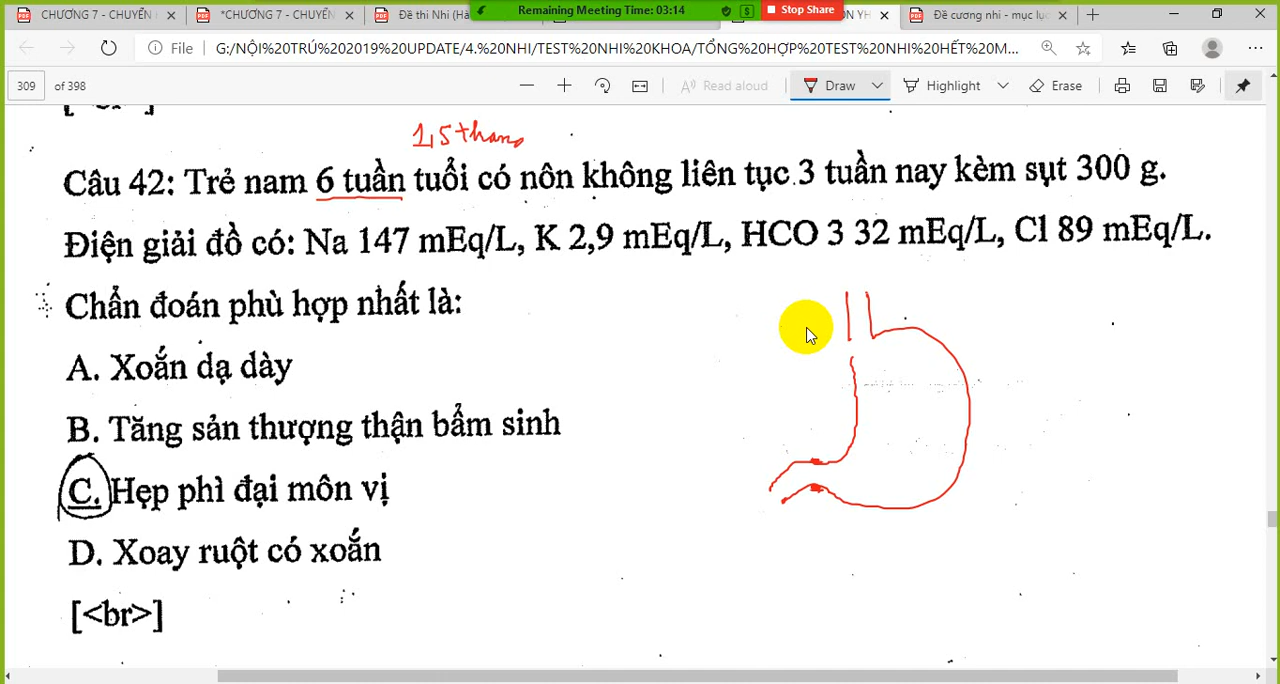 CHƯƠNG 7 - CHUYỂN
*CHƯƠNG 7 - CHUYỂN
Đề thi Nhi (Hà
Remaining Meeting Time: 03:14
Stop Share
ÔN YH
Đề cương nhi - mục lục
File
G:/NỘI%20TRÚ%202019%20UPDATE/4.%20NHI/TEST%20NHI%20KHOA/TỔNG%20HỢP%20TEST%20NHI%20HẾT%20M...
309 of 398
Read aloud
Draw
Highlight
Erase
1,5 thang
Câu 42: Trẻ nam 6 tuần tuổi có nôn không liên tục 3 tuần nay kèm sụt 300 g.
Điện giải đồ có: Na 147 mEq/L, K 2,9 mEq/L, HCO 3 32 mEq/L, Cl 89 mEq/L.
Chẩn đoán phù hợp nhất là:
A. Xoắn dạ dày
B. Tăng sản thượng thận bẩm sinh
C. Hẹp phì đại môn vị
D. Xoay ruột có xoắn
[<br>]